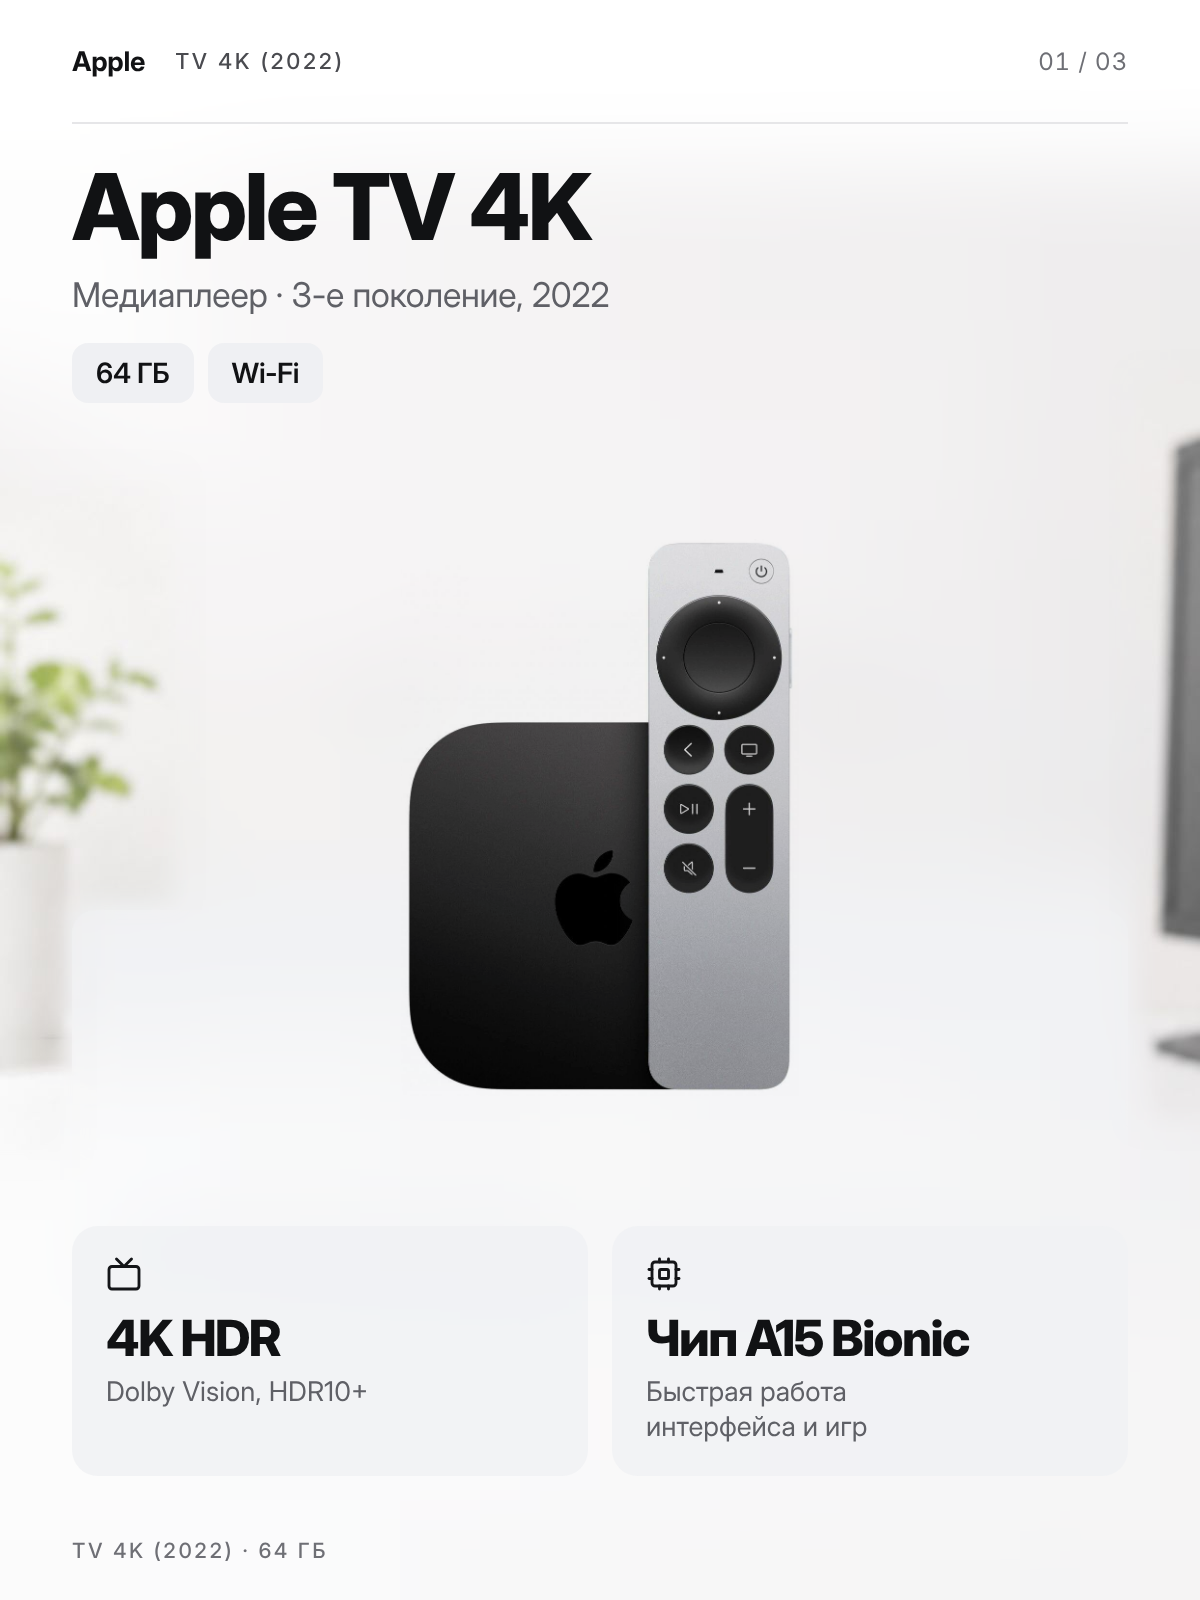 Apple TV 4K (2022) 01 / 03
Apple TV 4K
Медиаплеер · 3-е поколение, 2022
64 ГБ Wi-Fi
4K HDR
Dolby Vision, HDR10+
Чип A15 Bionic
Быстрая работа
интерфейса и игр
TV 4K (2022) · 64 ГБ